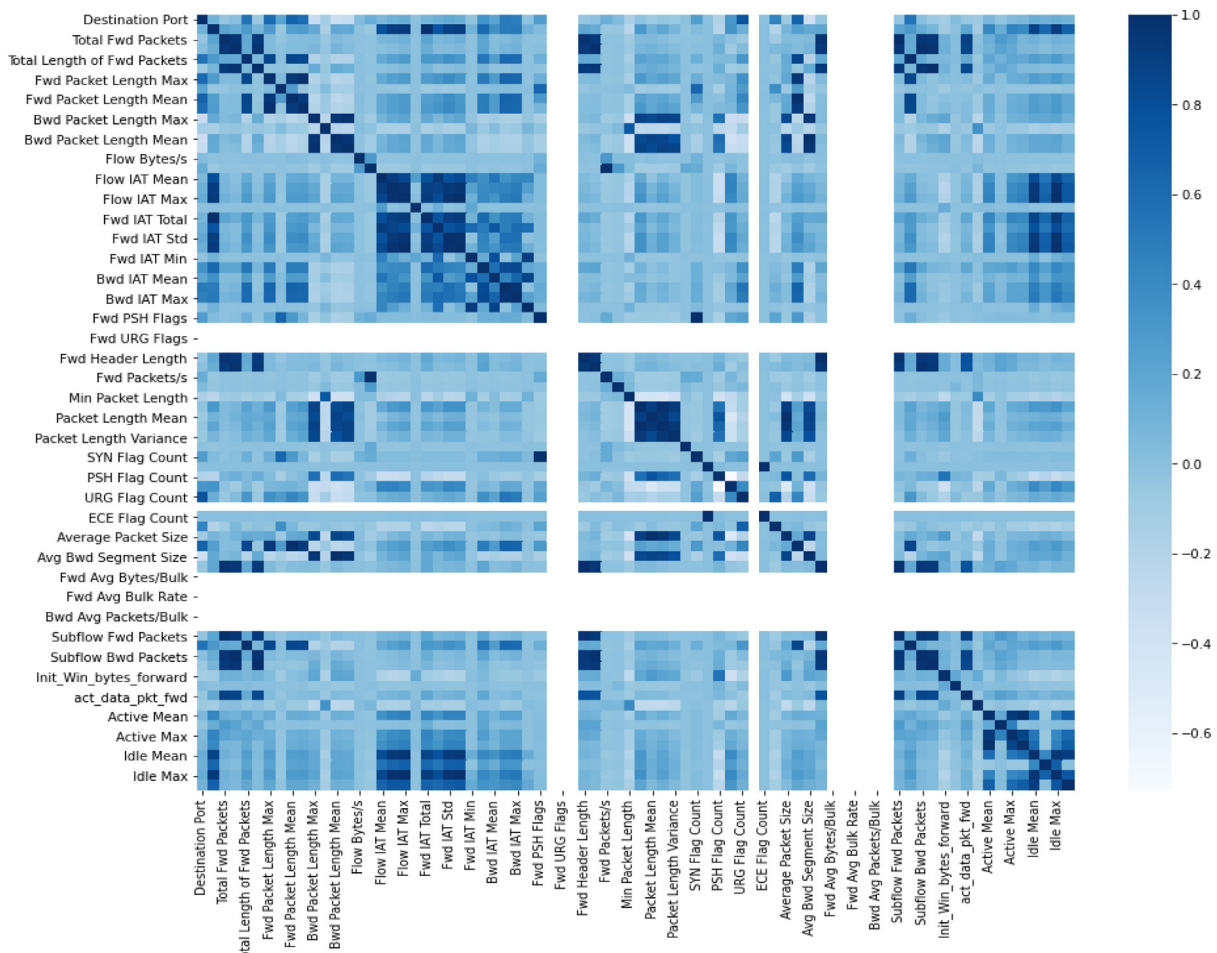 Destination Port
Total Fwd Packets
Total Length of Fwd Packets
Fwd Packet Length Max
Fwd Packet Length Mean
Bwd Packet Length Max
Bwd Packet Length Mean
Flow Bytes/s
Flow IAT Mean
Flow IAT Max
Fwd IAT Total
Fwd IAT Std
Fwd IAT Min
Bwd IAT Mean
Bwd IAT Max
Fwd PSH Flags
Fwd URG Flags
Fwd Header Length
Fwd Packets/s
Min Packet Length
Packet Length Mean
Packet Length Variance
SYN Flag Count
PSH Flag Count
URG Flag Count
ECE Flag Count
Average Packet Size
Avg Bwd Segment Size
Fwd Avg Bytes/Bulk
Fwd Avg Bulk Rate
Bwd Avg Packets/Bulk
Subflow Fwd Packets
Subflow Bwd Packets
Init_Win_bytes_forward
act_data_pkt_fwd
Active Mean
Active Max
Idle Mean
Idle Max
Destination Port
Total Fwd Packets
otal Length of Fwd Packets
Fwd Packet Length Max
Fwd Packet Length Mean
Bwd Packet Length Max
Bwd Packet Length Mean
Flow Bytes/s
Flow IAT Mean
Flow IAT Max
Fwd IAT Total
Fwd IAT Std
Fwd IAT Min
Bwd IAT Mean
Bwd IAT Max
Fwd PSH Flags
Fwd URG Flags
Fwd Header Length
Fwd Packets/s
Min Packet Length
Packet Length Mean
Packet Length Variance
SYN Flag Count
PSH Flag Count
URG Flag Count
ECE Flag Count
Average Packet Size
Avg Bwd Segment Size
Fwd Avg Bytes/Bulk
Fwd Avg Bulk Rate
Bwd Avg Packets/Bulk
Subflow Fwd Packets
Subflow Bwd Packets
Init_Win_bytes_forward
act_data_pkt_fwd
Active Mean
Active Max
Idle Mean
Idle Max
1.0
0.8
0.6
0.4
0.2
0.0
−0.2
−0.4
−0.6